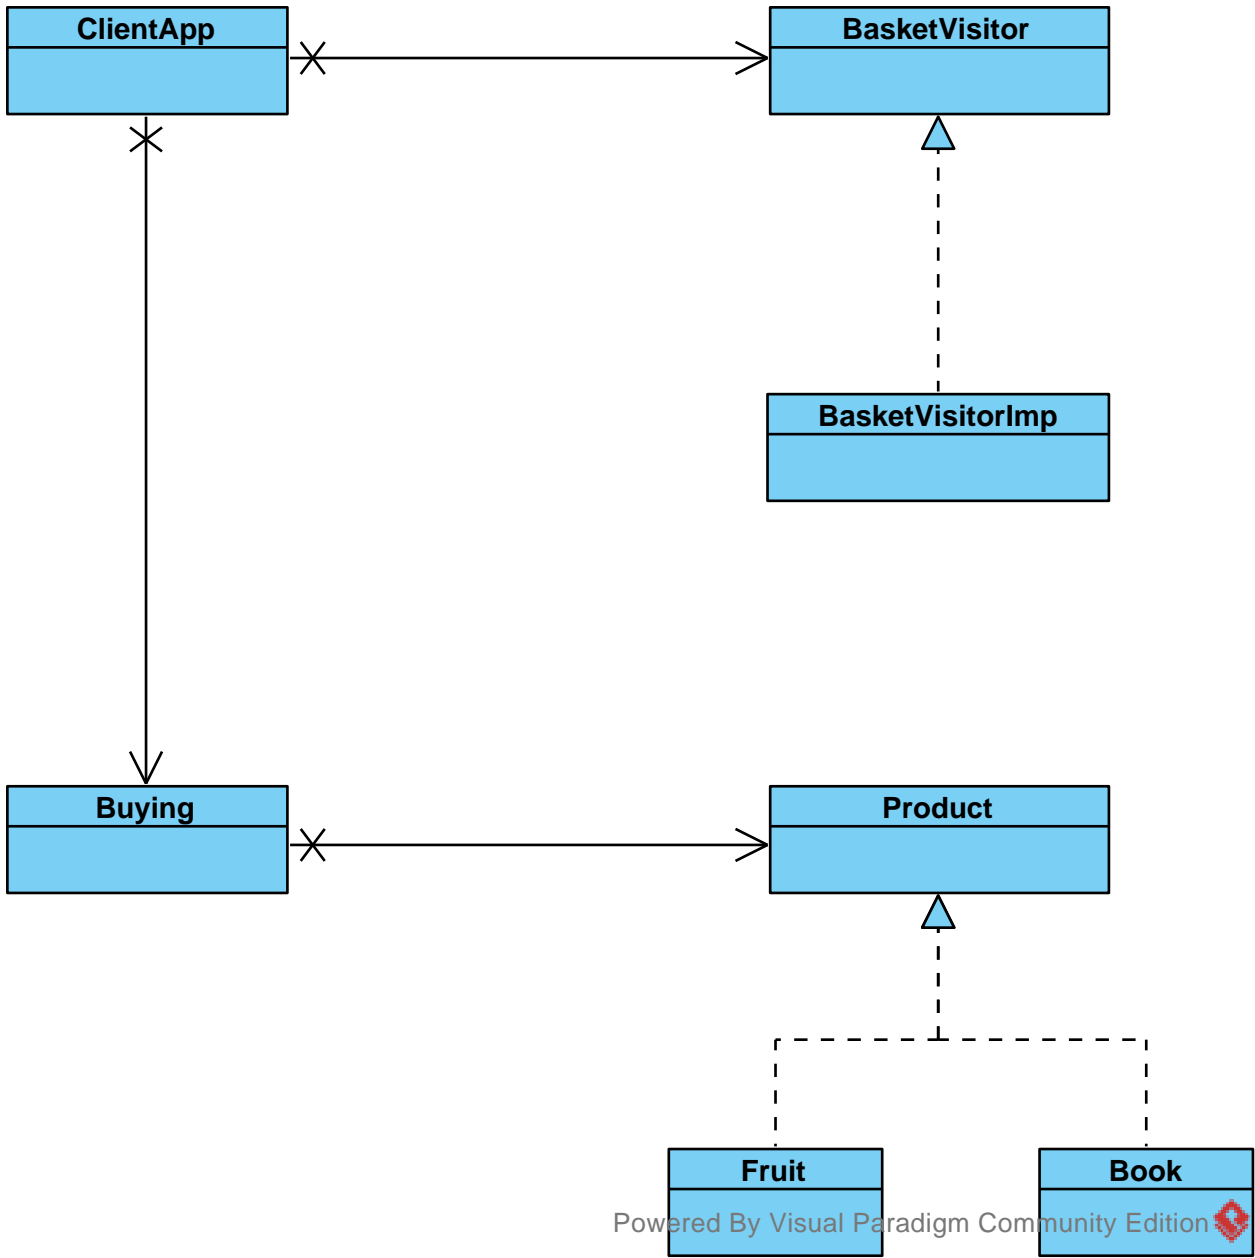 ClientApp
BasketVisitor
BasketVisitorImp
Buying
Product
Fruit
Book
Powered By Visual Paradigm Community Edition